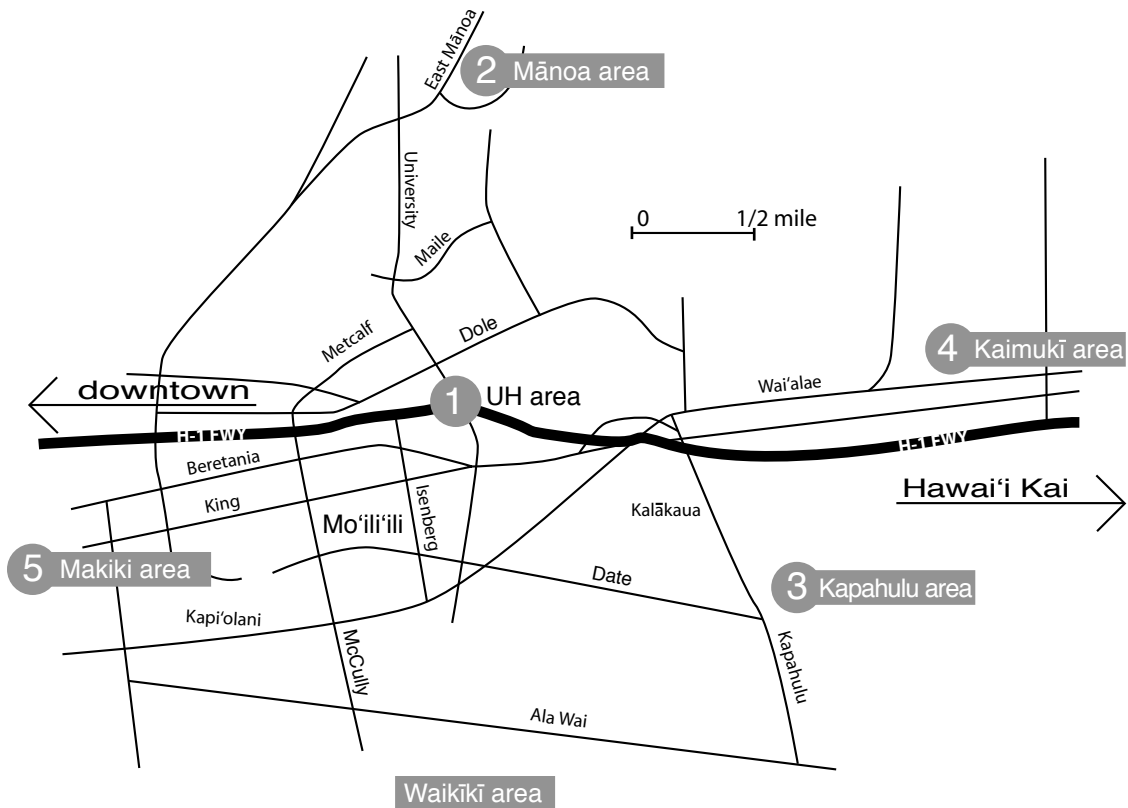 East Mānoa
2 Mānoa area
University
0 1/2 mile
Maile
Metcalf
Dole
4 Kaimukī area
downtown
Wai‘alae
1 UH area
H-1 FWY
H-1 FWY
Beretania
Hawai‘i Kai
King
Isenberg
Kalākaua
Mo‘ili‘ili
5 Makiki area
Date
3 Kapahulu area
Kapi‘olani
McCully
Kapahulu
Ala Wai
Waikīkī area